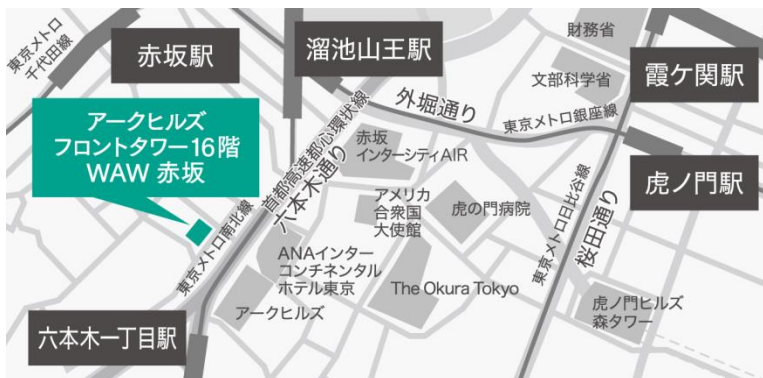 東京メトロ
千代田線
赤坂駅
溜池山王駅
財務省
文部科学省
霞ケ関駅
外堀通り
東京メトロ銀座線
虎ノ門駅
アークヒルズ
フロントタワー16階
WAW 赤坂
首都高速都心環状線
六本木通り
赤坂
インターシティAIR
アメリカ
合衆国
大使館
虎の門病院
東京メトロ日比谷線
桜田通り
東京メトロ南北線
ANAインター
コンチネンタル
ホテル東京
The Okura Tokyo
アークヒルズ
虎ノ門ヒルズ
森タワー
六本木一丁目駅